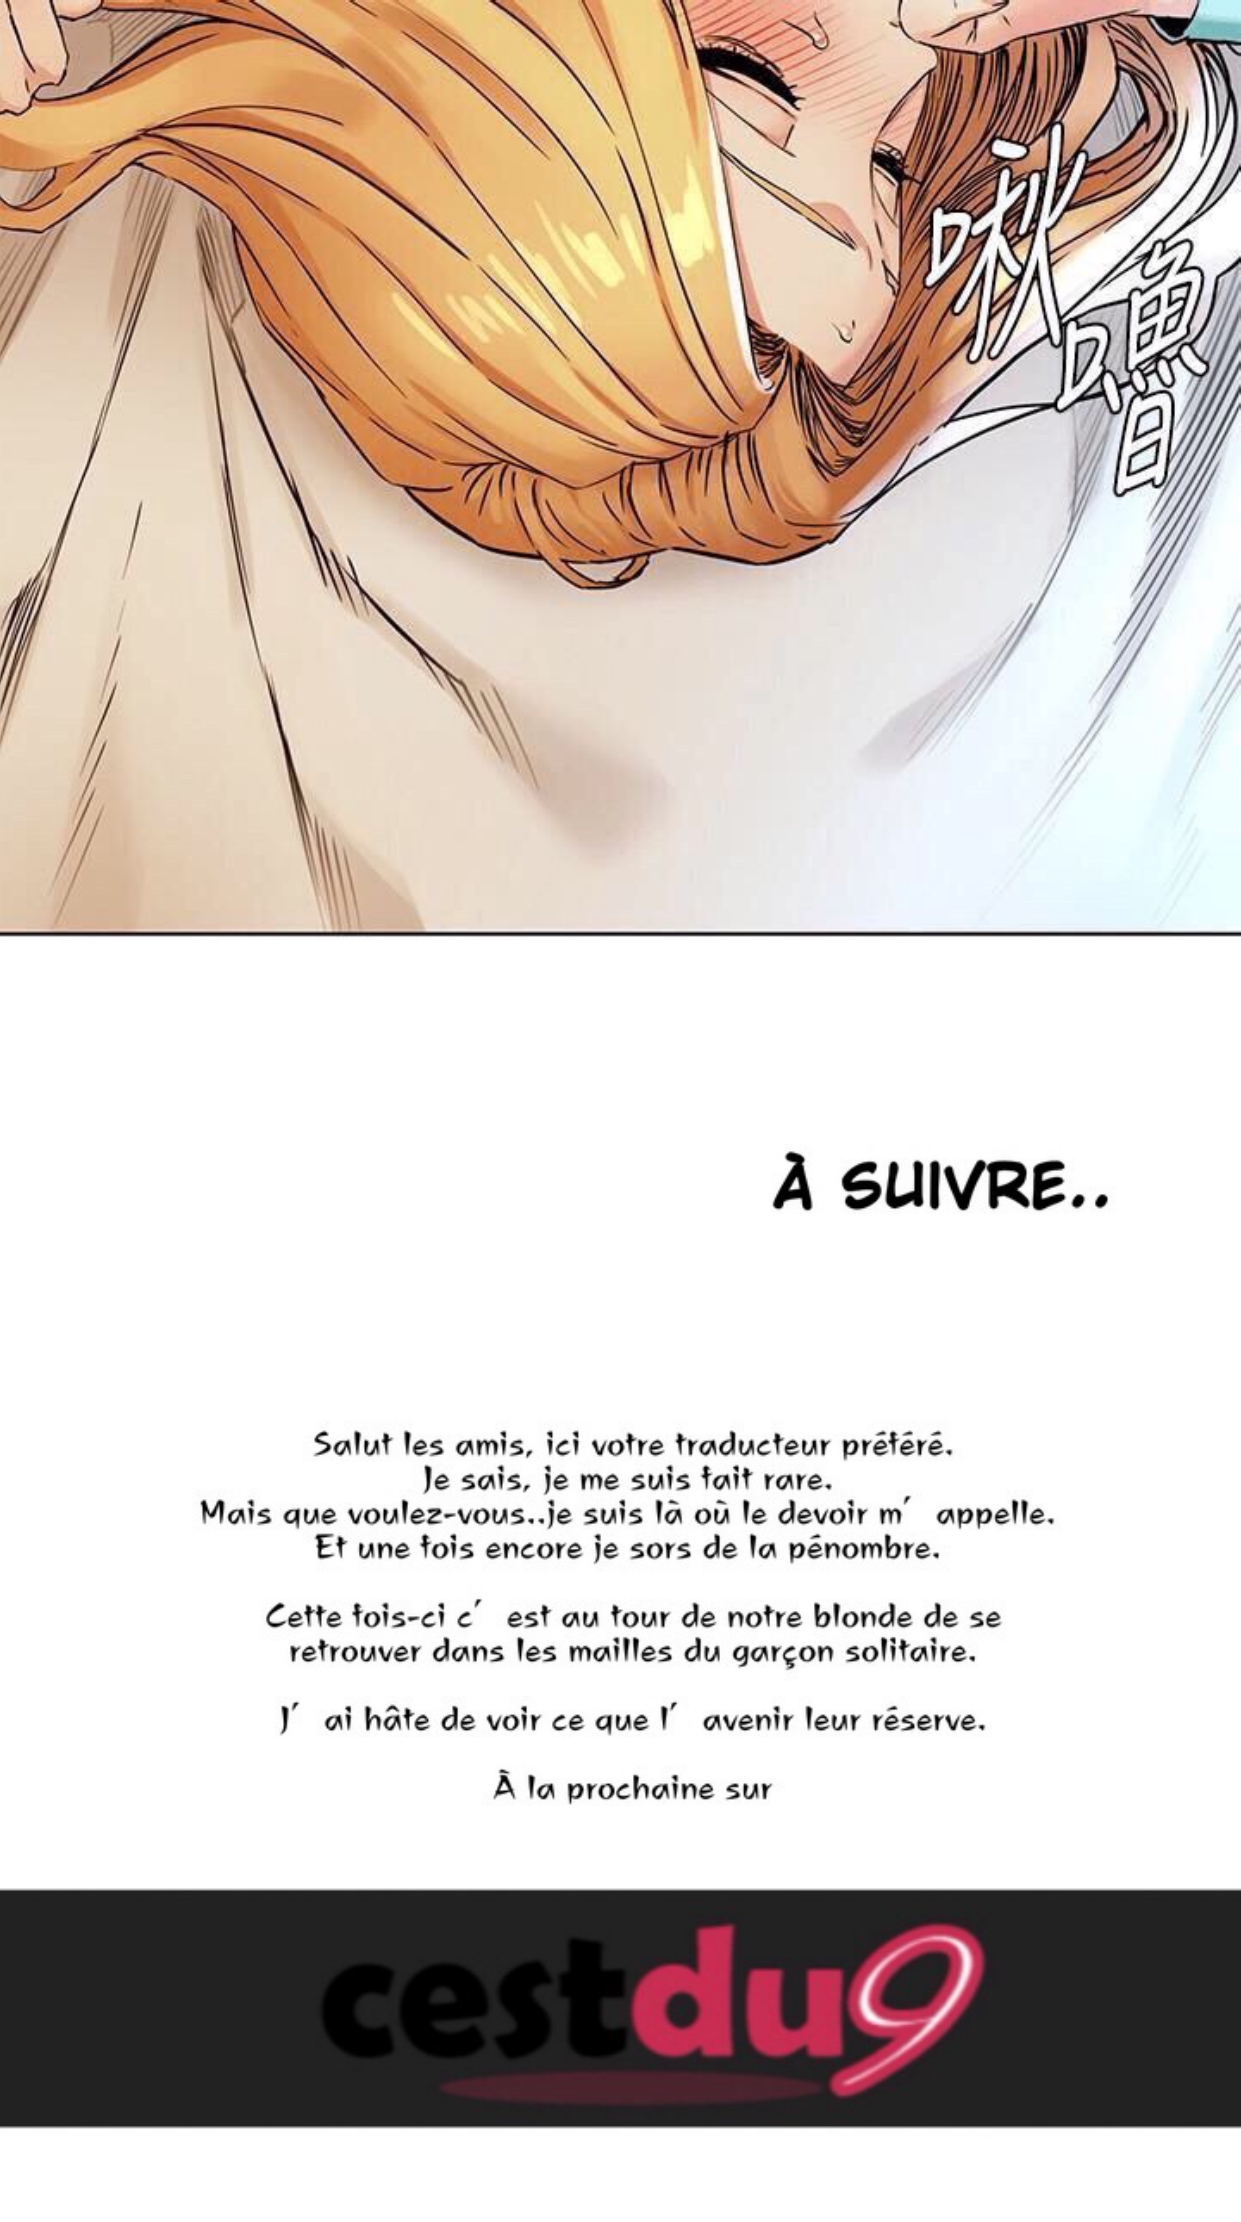 啾
嚕
À SUIVRE..
Salut les amis, ici votre traducteur préféré.
Je sais, je me suis fait rare.
Mais que voulez-vous..je suis là où le devoir m’ appelle.
Et une fois encore je sors de la pénombre.
Cette fois-ci c’ est au tour de notre blonde de se
retrouver dans les mailles du garçon solitaire.
J’ ai hâte de voir ce que l’ avenir leur réserve.
À la prochaine sur
cestdu9